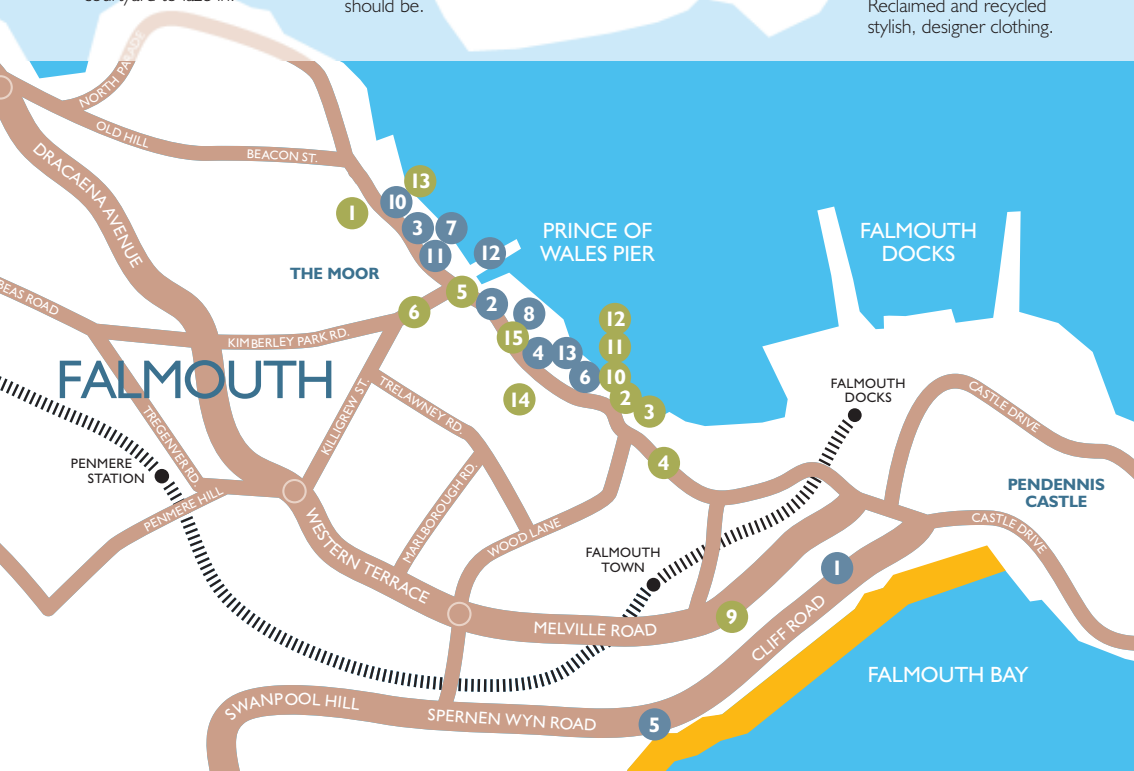 should be.
Reclaimed and recycled
stylish, designer clothing.
NORTH PARADE
OLD HILL
BEACON ST.
DRACAENA AVENUE
13
10
1
3
7
11
12
PRINCE OF
WALES PIER
FALMOUTH
DOCKS
THE MOOR
5
6
2
8
15
12
4
13
11
6
10
2
3
14
4
BEAS ROAD
KIMBERLEY PARK RD.
FALMOUTH
KILLIGREW ST.
TRELAWNEY RD.
TREGENVER RD.
MARLBOROUGH RD.
FALMOUTH
DOCKS
CASTLE DRIVE
PENMERE
STATION
PENMERE HILL
PENDENNIS
CASTLE
CASTLE DRIVE
WESTERN TERRACE
WOOD LANE
FALMOUTH
TOWN
1
9
MELVILLE ROAD
CLIFF ROAD
FALMOUTH BAY
SWANPOOL HILL
SPERNEN WYN ROAD
5